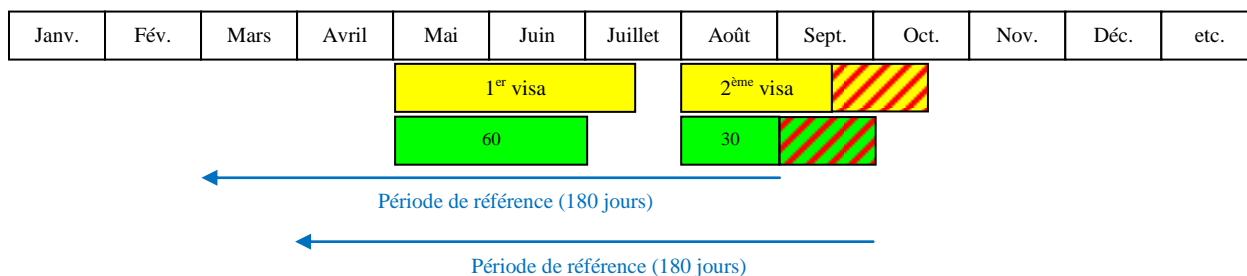 Janv. Fév. Mars Avril Mai Juin Juillet Août Sept. Oct. Nov. Déc. etc.
1er visa 2ème visa
60 30
Période de référence (180 jours)
Période de référence (180 jours)